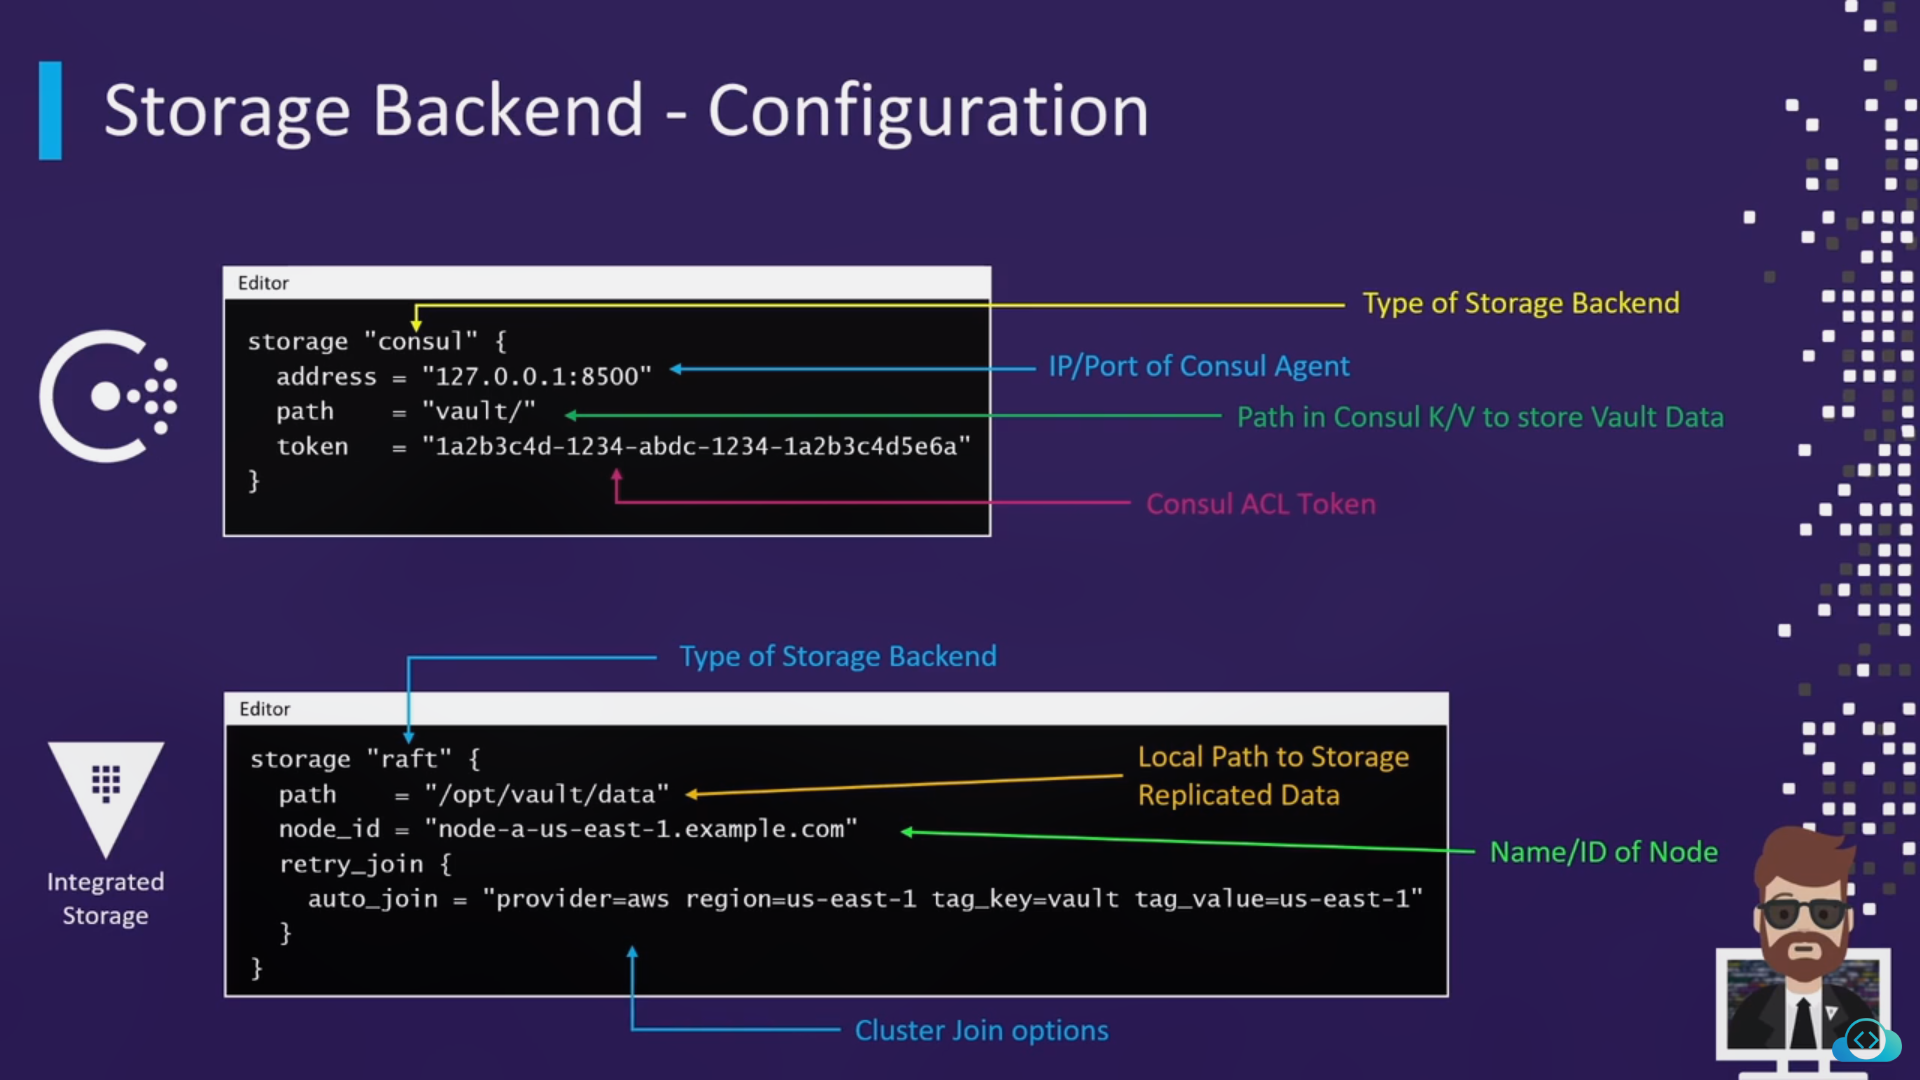 Storage Backend - Configuration
Editor
Type of Storage Backend
storage "consul" {
address = "127.0.0.1:8500"
IP/Port of Consul Agent
path = "vault/"
Path in Consul K/V to store Vault Data
token = "1a2b3c4d-1234-abdc-1234-1a2b3c4d5e6a"
}
Consul ACL Token
Type of Storage Backend
Editor
storage "raft" {
path = "/opt/vault/data"
Local Path to Storage
Replicated Data
node_id = "node-a-us-east-1.example.com"
Name/ID of Node
retry_join {
auto_join = "provider=aws region=us-east-1 tag_key=vault tag_value=us-east-1"
}
}
Integrated
Storage
Cluster Join options